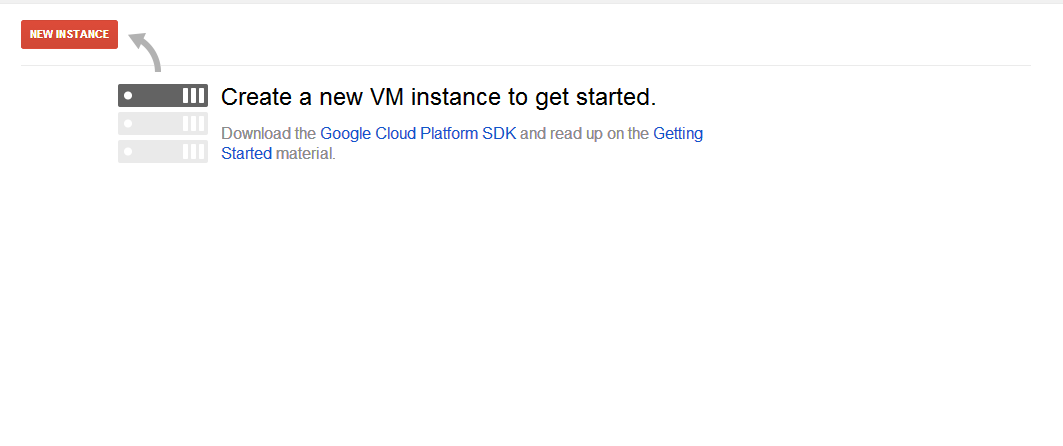 NEW INSTANCE
Create a new VM instance to get started.
Download the Google Cloud Platform SDK and read up on the Getting
Started material.